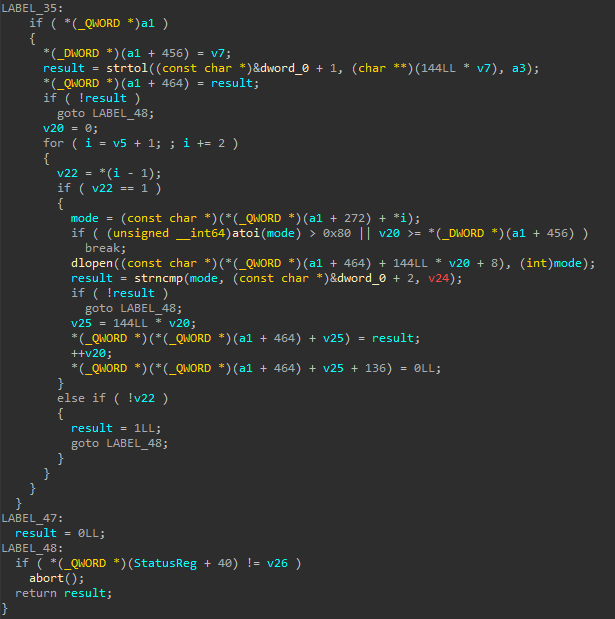 LABEL_35:
if ( *(_QWORD *)a1 )
{
*(_DWORD *)(a1 + 456) = v7;
result = strtol((const char *)&dword_0 + 1, (char **)(144LL * v7), a3);
*(_QWORD *)(a1 + 464) = result;
if ( !result )
goto LABEL_48;
v20 = 0;
for ( i = v5 + 1; ; i += 2 )
{
v22 = *(i - 1);
if ( v22 == 1 )
{
mode = (const char *)(*(_QWORD *)(a1 + 272) + *i);
if ( (unsigned __int64)atoi(mode) > 0x80 || v20 >= *(_DWORD *)(a1 + 456) )
break;
dlopen((const char *)(*(_QWORD *)(a1 + 464) + 144LL * v20 + 8), (int)mode);
result = strncmp(mode, (const char *)&dword_0 + 2, v24);
if ( !result )
goto LABEL_48;
v25 = 144LL * v20;
*(_QWORD *)(*(_QWORD *)(a1 + 464) + v25) = result;
++v20;
*(_QWORD *)(*(_QWORD *)(a1 + 464) + v25 + 136) = 0LL;
}
else if ( !v22 )
{
result = 1LL;
goto LABEL_48;
}
}
}
}
LABEL_47:
result = 0LL;
LABEL_48:
if ( *(_QWORD *)(StatusReg + 40) != v26 )
abort();
return result;
}